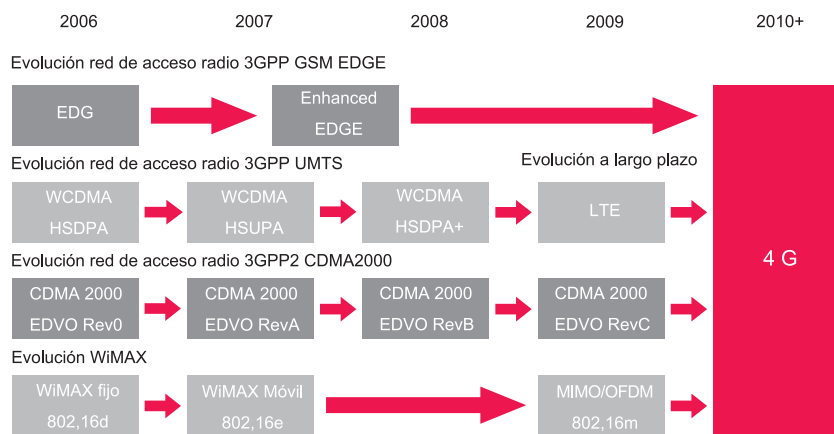 2006 2007 2008 2009 2010+
Evolución red de acceso radio 3GPP GSM EDGE
EDG
Enhanced
EDGE
Evolución red de acceso radio 3GPP UMTS
Evolución a largo plazo
WCDMA
HSDPA
WCDMA
HSUPA
WCDMA
HSDPA+
LTE
4 G
Evolución red de acceso radio 3GPP2 CDMA2000
CDMA 2000
EDVO Rev0
CDMA 2000
EDVO RevA
CDMA 2000
EDVO RevB
CDMA 2000
EDVO RevC
Evolución WiMAX
WiMAX fijo
802,16d
WiMAX Móvil
802,16e
MIMO/OFDM
802,16m